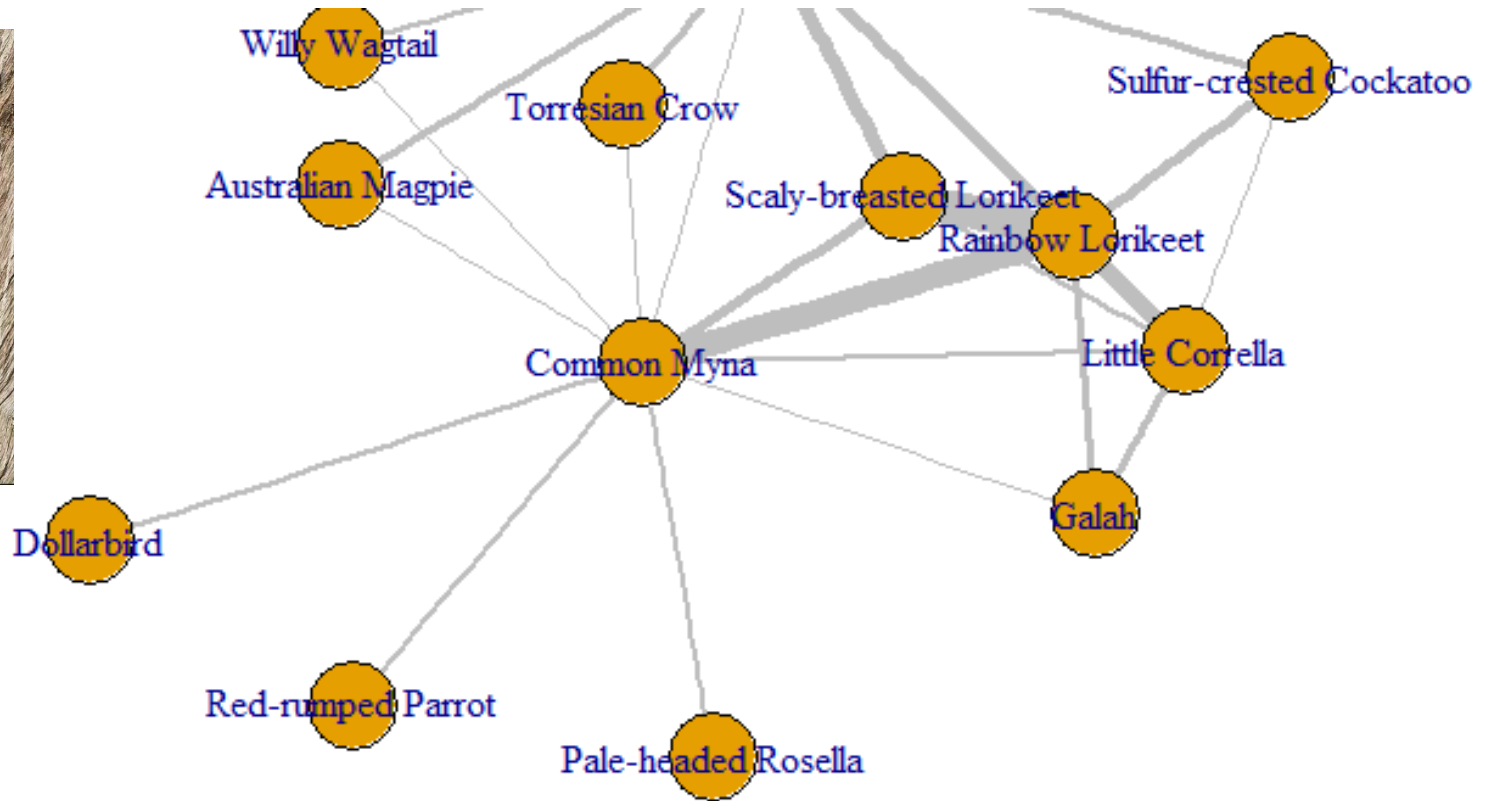 Willy Wagtail
Sulfur-crested Cockatoo
Torresian Crow
Australian Magpie
Scaly-breasted Lorikeet
Rainbow Lorikeet
Common Myna
Little Corrella
Galah
Dollarbird
Red-rumped Parrot
Pale-headed Rosella